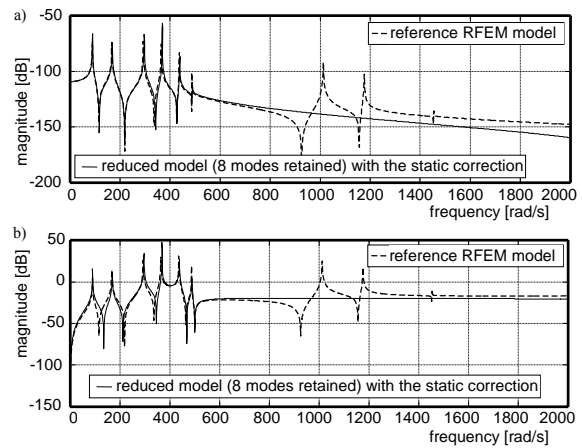 a)
-50
reference RFEM model
magnitude [dB]
-100
-150
reduced model (8 modes retained) with the static correction
-200
0 200 400 600 800 1000 1200 1400 1600 1800 2000
frequency [rad/s]
b)
50
reference RFEM model
magnitude [dB]
0
-50
-100
reduced model (8 modes retained) with the static correction
-150
0 200 400 600 800 1000 1200 1400 1600 1800 2000
frequency [rad/s]